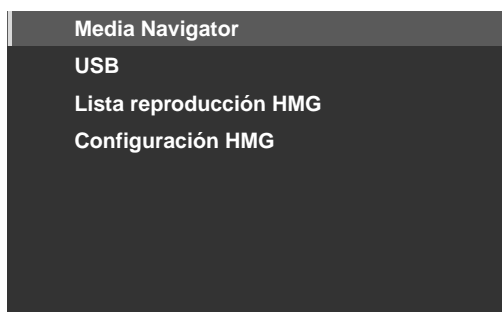 Media Navigator
USB
Lista reproducción HMG
Configuración HMG